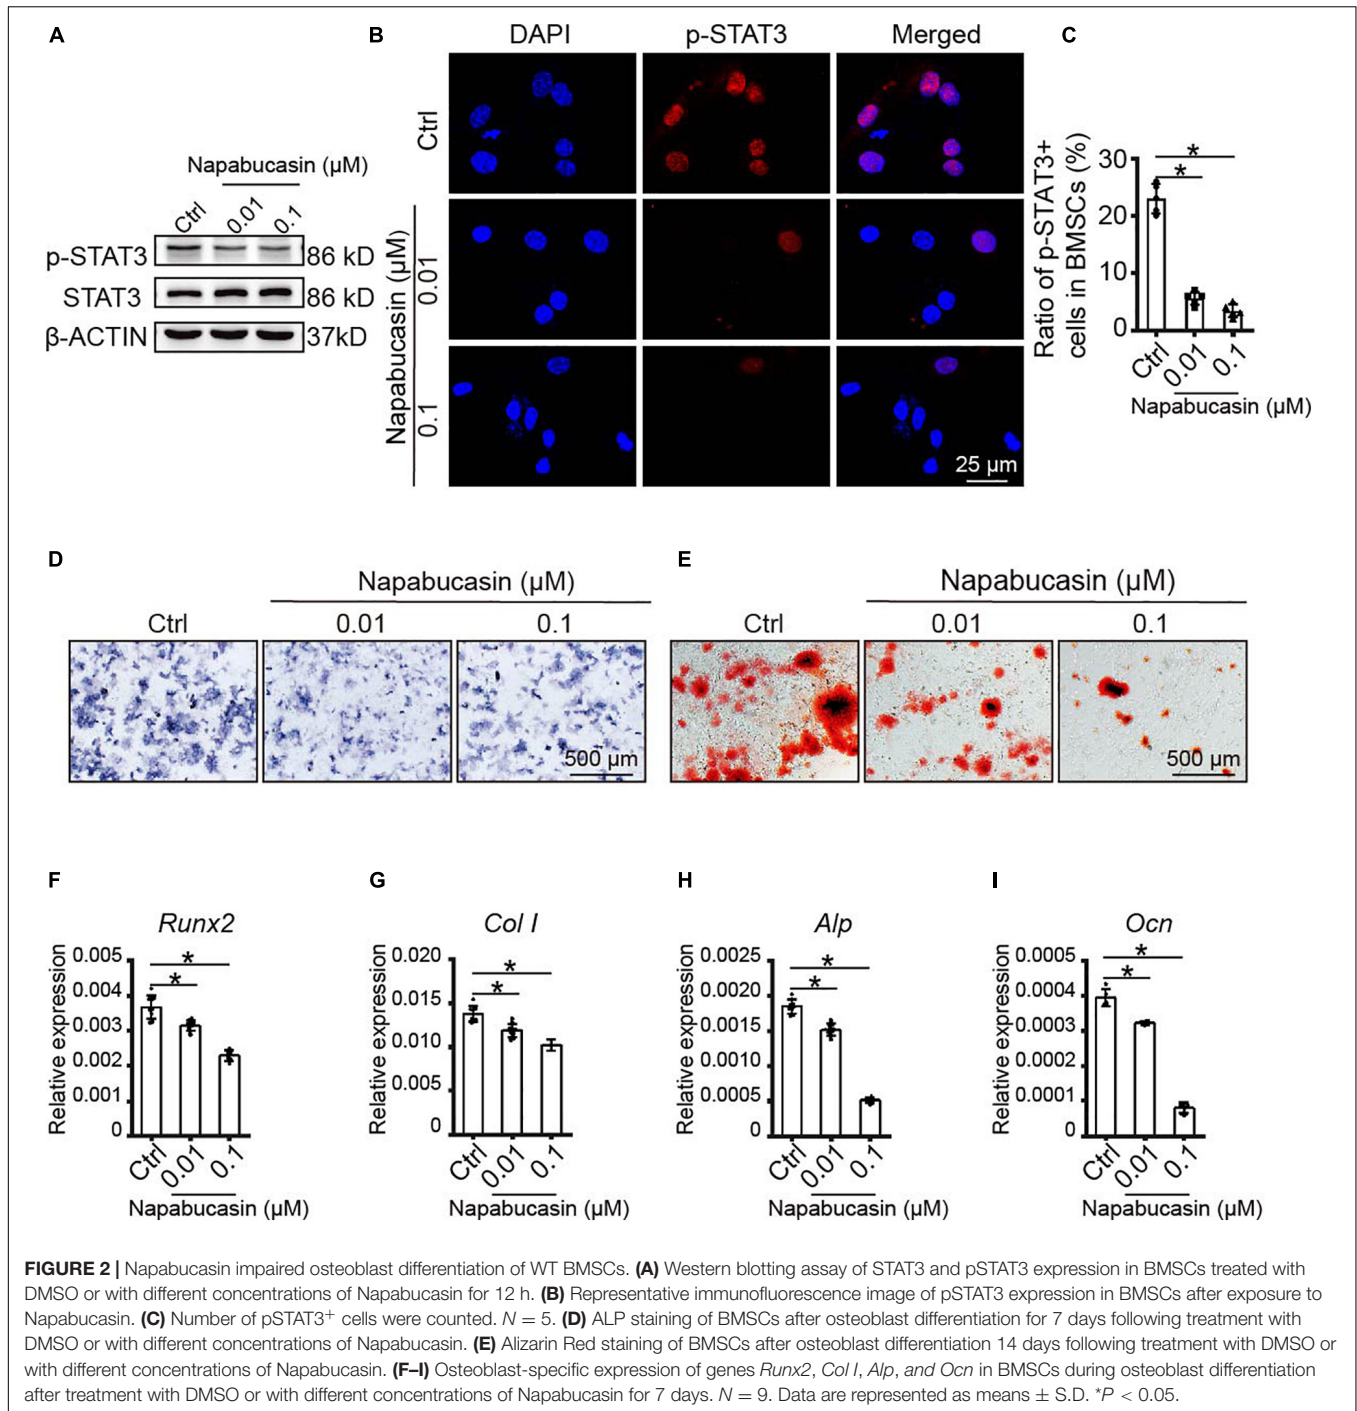 A
Napabucasin (µM)
Ctrl
0.01
0.1
p-STAT3
86 kD
STAT3
86 kD
β-ACTIN
37kD
B
DAPI
p-STAT3
Merged
Ctrl
Napabucasin (µM)
0.01
0.1
25 µm
C
Ratio of p-STAT3+
cells in BMSCs (%)
30
20
10
0
*
*
Ctrl
0.01
0.1
Napabucasin (µM)
D
Napabucasin (µM)
Ctrl
0.01
0.1
500 µm
E
Napabucasin (µM)
Ctrl
0.01
0.1
500 µm
F
Runx2
Relative expression
0.005
0.004
0.003
0.002
0.001
0
*
*
Ctrl
0.01
0.1
Napabucasin (µM)
G
Col I
Relative expression
0.020
0.015
0.010
0.005
0
*
*
Ctrl
0.01
0.1
Napabucasin (µM)
H
Alp
Relative expression
0.0025
0.0020
0.0015
0.0010
0.0005
0
*
*
Ctrl
0.01
0.1
Napabucasin (µM)
I
Ocn
Relative expression
0.0005
0.0004
0.0003
0.0002
0.0001
0
*
*
Ctrl
0.01
0.1
Napabucasin (µM)
FIGURE 2 | Napabucasin impaired osteoblast differentiation of WT BMSCs. (A) Western blotting assay of STAT3 and pSTAT3 expression in BMSCs treated with
DMSO or with different concentrations of Napabucasin for 12 h. (B) Representative immunofluorescence image of pSTAT3 expression in BMSCs after exposure to
Napabucasin. (C) Number of pSTAT3+ cells were counted. N = 5. (D) ALP staining of BMSCs after osteoblast differentiation for 7 days following treatment with
DMSO or with different concentrations of Napabucasin. (E) Alizarin Red staining of BMSCs after osteoblast differentiation 14 days following treatment with DMSO or
with different concentrations of Napabucasin. (F–I) Osteoblast-specific expression of genes Runx2, Col I, Alp, and Ocn in BMSCs during osteoblast differentiation
after treatment with DMSO or with different concentrations of Napabucasin for 7 days. N = 9. Data are represented as means ± S.D. *P < 0.05.